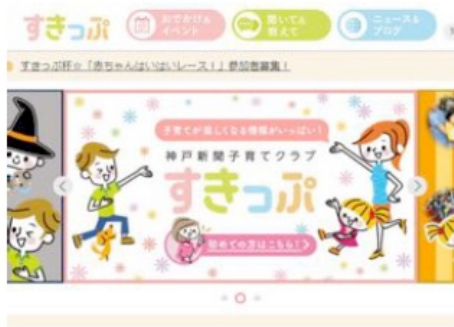 すきっぷ
おでかけ&
イベント
聞いて&
教えて
ニュース&
ブログ
すきっぷ杯☆「赤ちゃんはいはいレース！」参加者募集！
子育てが楽しくなる情報がいっぱい！
神戸新聞子育てクラブ
すきっぷ
初めての方はこちら！